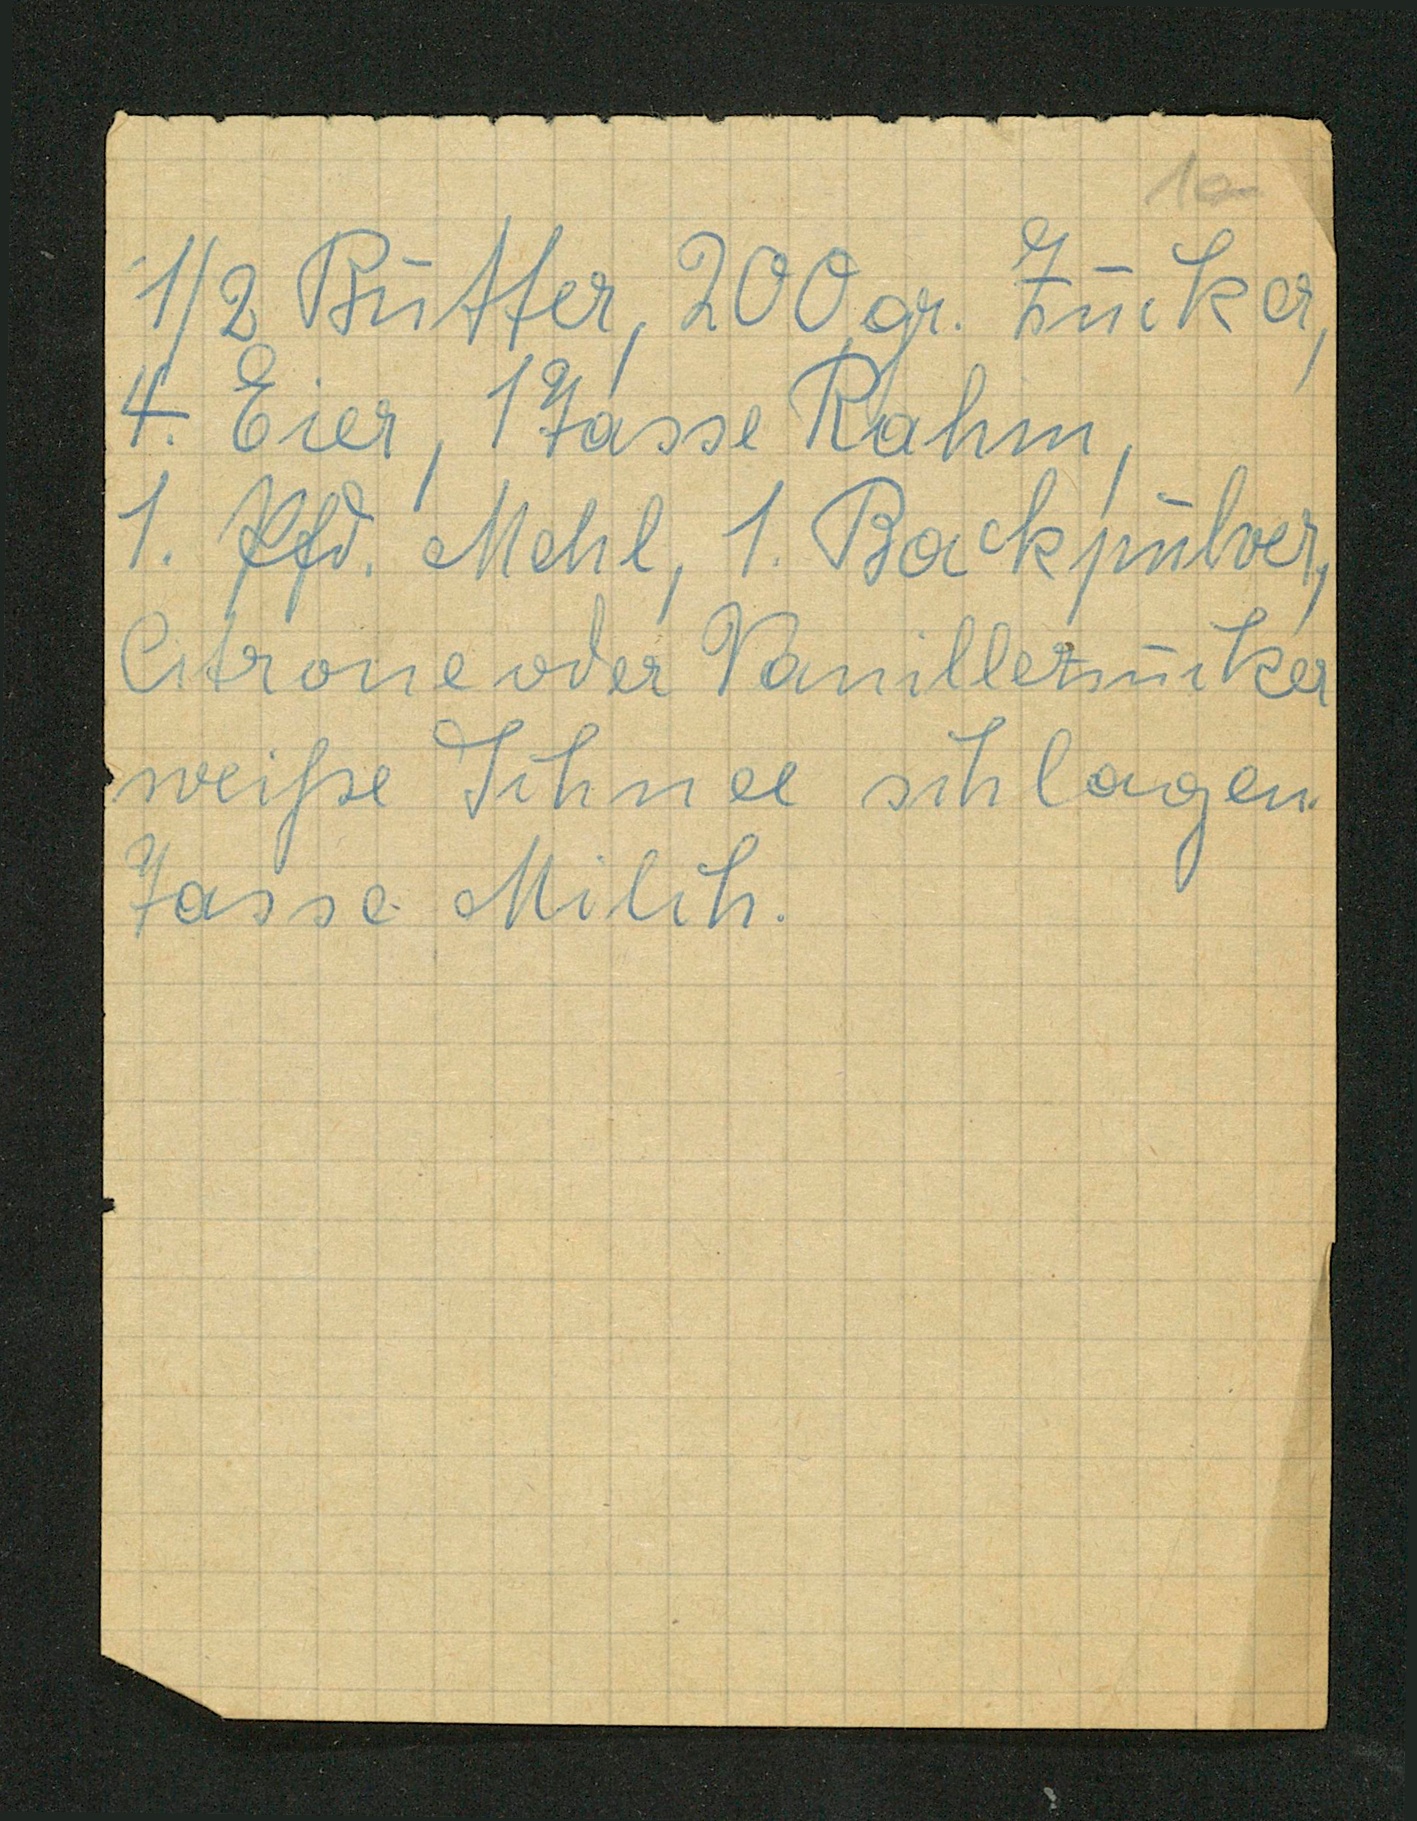 1a
1/2 Butter, 200 gr. Zucker,
4. Eier, 1 Tasse Rahm,
1. Pfd. Mehl, 1. Backpulver,
Citrone oder Vanillezucker
weiße Schnee schlagen.
Tasse Milch.